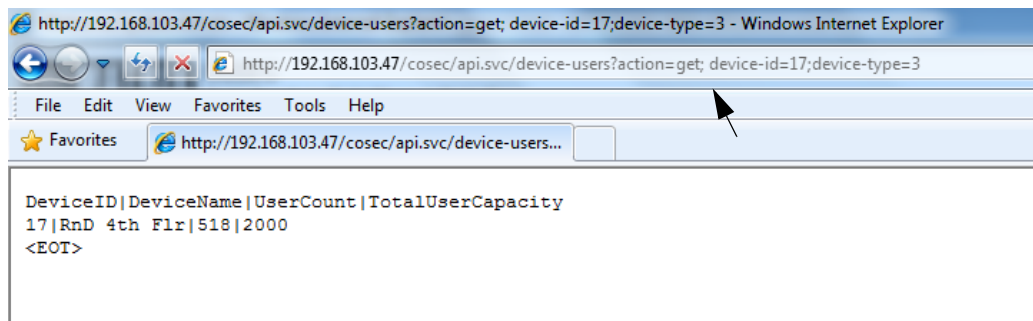 http://192.168.103.47/cosec/api.svc/device-users?action=get; device-id=17;device-type=3 - Windows Internet Explorer
http://192.168.103.47/cosec/api.svc/device-users?action=get; device-id=17;device-type=3
File Edit View Favorites Tools Help
Favorites http://192.168.103.47/cosec/api.svc/device-users...
DeviceID|DeviceName|UserCount|TotalUserCapacity
17|RnD 4th Flr|518|2000
<EOT>